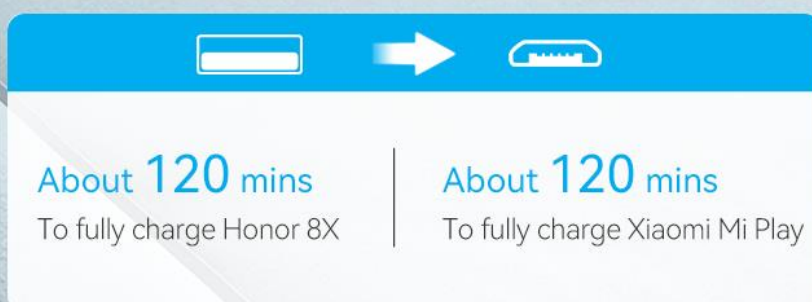 About 120 mins
To fully charge Honor 8X
About 120 mins
To fully charge Xiaomi Mi Play